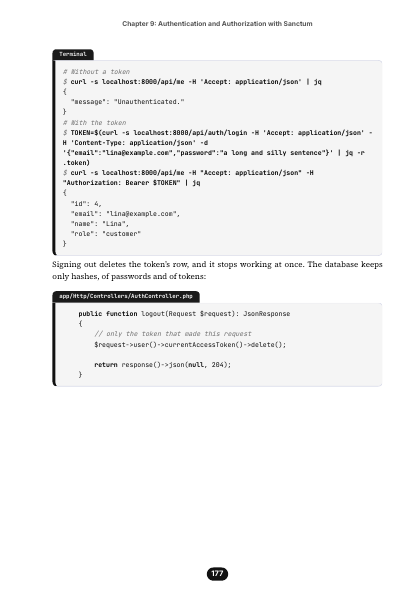 Chapter 9: Authentication and Authorization with Sanctum
Terminal
# Without a token
$ curl -s localhost:8000/api/me -H 'Accept: application/json' | jq
{
  "message": "Unauthenticated."
}
# With the token
$ TOKEN=$(curl -s localhost:8000/api/auth/login -H 'Accept: application/json' -
H 'Content-Type: application/json' -d
'{"email":"lina@example.com","password":"a long and silly sentence"}' | jq -r
.token)
$ curl -s localhost:8000/api/me -H "Accept: application/json" -H
"Authorization: Bearer $TOKEN" | jq
{
  "id": 4,
  "email": "lina@example.com",
  "name": "Lina",
  "role": "customer"
}
Signing out deletes the token's row, and it stops working at once. The database keeps
only hashes, of passwords and of tokens:
app/Http/Controllers/AuthController.php
    public function logout(Request $request): JsonResponse
    {
        // only the token that made this request
        $request->user()->currentAccessToken()->delete();

        return response()->json(null, 204);
    }
177